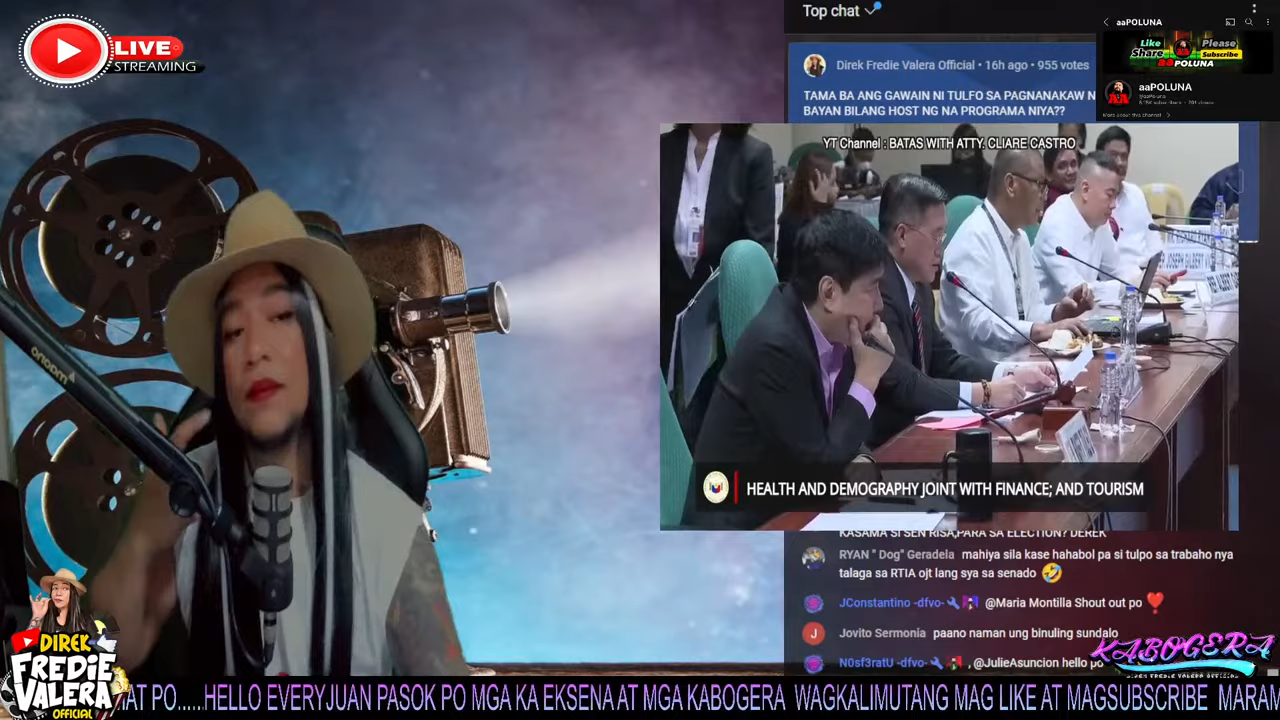 LIVE
STREAMING
Top chat
Direk Fredie Valera Official • 16h ago • 955 votes
TAMA BA ANG GAWAIN NI TULFO SA PAGNANAKAW N
BAYAN BILANG HOST NG NA PROGRAMA NIYA??
aaPOLUNA
Like
Share
Please
Subscribe
aaPOLUNA
aaPOLUNA
YT Channel : BATAS WITH ATTY. CLIARE CASTRO
HEALTH AND DEMOGRAPHY JOINT WITH FINANCE; AND TOURISM
KASAMA SI SEN RISA,PARA SA ELECTION? DEREK
RYAN " Dog" Geradela mahiya sila kase hahabol pa si tulpo sa trabaho nya
talaga sa RTIA ojt lang sya sa senado 🤣
JConstantino -dfvo- @Maria Montilla Shout out po ❤️
J Jovito Sermonia paano naman ung binuling sundalo
N0sf3ratU -dfvo- , @JulieAsuncion hello po
KABOGERA
DIREK
FREDIE
VALERA
OFFICIAL
AT PO.....HELLO EVERYJUAN PASOK PO MGA KA EKSENA AT MGA KABOGERA WAGKALIMUTANG MAG LIKE AT MAGSUBSCRIBE MARAM